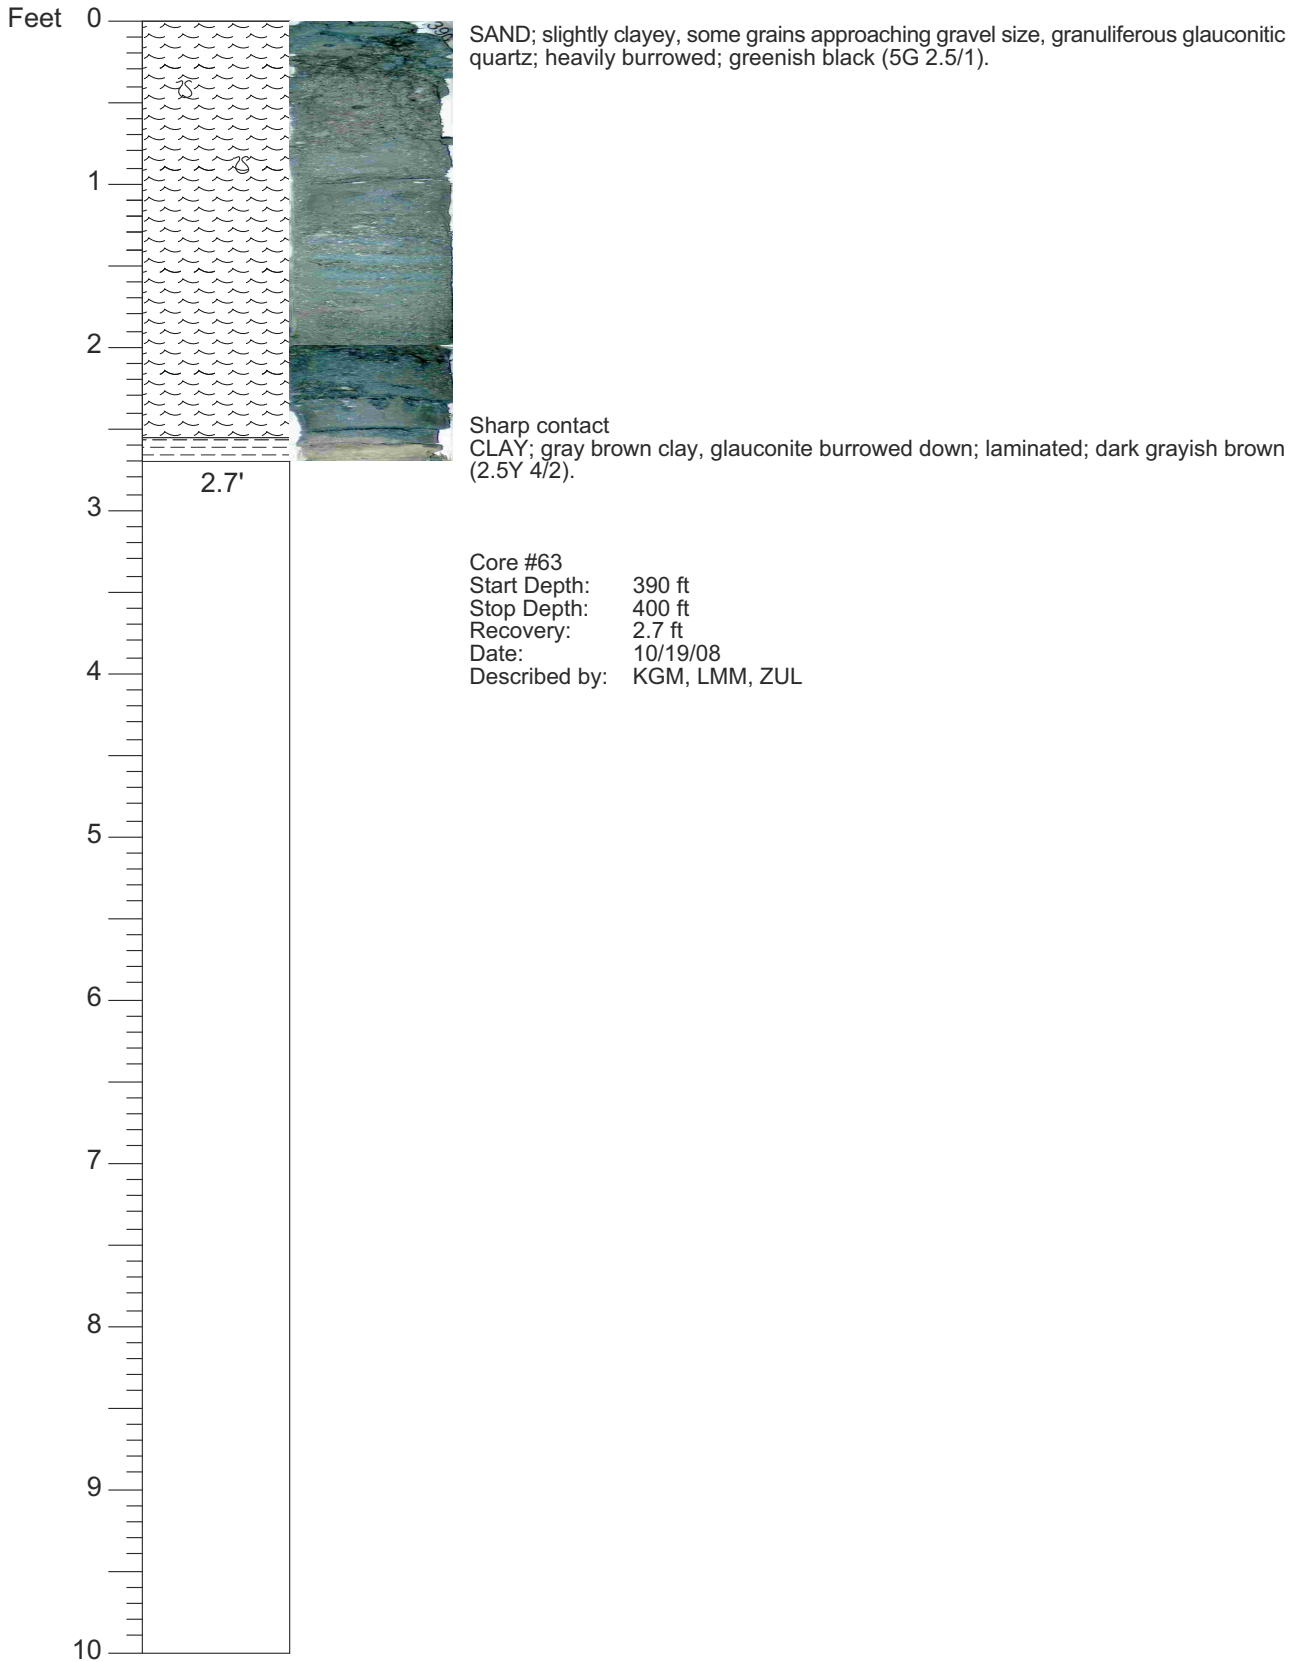 Feet 0
390
SAND; slightly clayey, some grains approaching gravel size, granuliferous glauconitic
quartz; heavily burrowed; greenish black (5G 2.5/1).
1
2
Sharp contact
CLAY; gray brown clay, glauconite burrowed down; laminated; dark grayish brown
(2.5Y 4/2).
2.7'
3
Core #63
Start Depth: 390 ft
Stop Depth: 400 ft
Recovery: 2.7 ft
Date: 10/19/08
Described by: KGM, LMM, ZUL
4
5
6
7
8
9
10